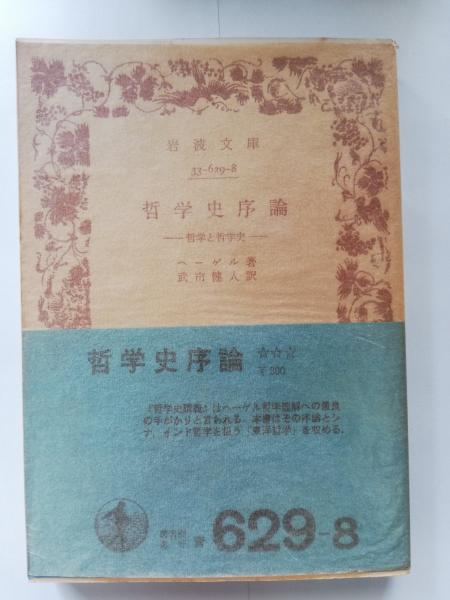 岩波文庫
33-629-8
哲学史序論
——哲学と哲学史——
ヘーゲル著
武市健人訳
哲学史序論 ☆☆☆
￥300
『哲学史講義』はヘーゲル哲学理解への最良
の手がかりと言われる。本書はその序論とシ
ナ、インド哲学を扱う「東洋哲学」を収める。
青 629-8